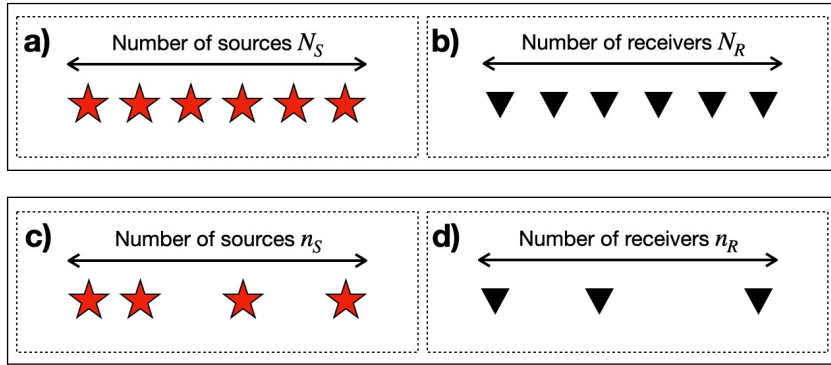 a) Number of sources N_S
b) Number of receivers N_R
c) Number of sources n_S
d) Number of receivers n_R